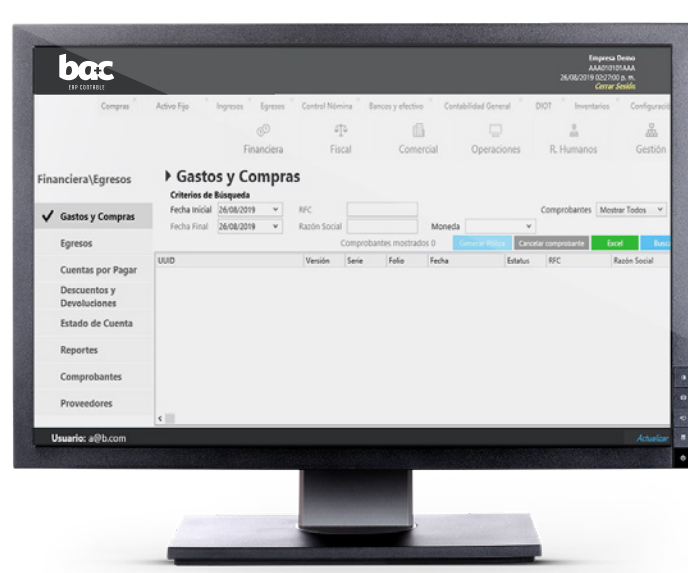 bac
ERP CONTABLE
Empresa Demo
AAA010101AAA
26/08/2019 02:27:00 p. m.
Cerrar Sesión
Compras Activo Fijo Ingresos Egresos Control Nómina Bancos y efectivo Contabilidad General DIOT Inventarios Configuració
Financiera Fiscal Comercial Operaciones R. Humanos Gestión
Financiera\Egresos
Gastos y Compras
Criterios de Búsqueda
Fecha Inicial 26/08/2019 RFC Comprobantes Mostrar Todos
Fecha Final 26/08/2019 Razón Social Moneda
Comprobantes mostrados 0 Generar Póliza Cancelar comprobante Excel Busca
UUID Versión Serie Folio Fecha Estatus RFC Razón Social
Gastos y Compras
Egresos
Cuentas por Pagar
Descuentos y
Devoluciones
Estado de Cuenta
Reportes
Comprobantes
Proveedores
Usuario: a@b.com Actualizar